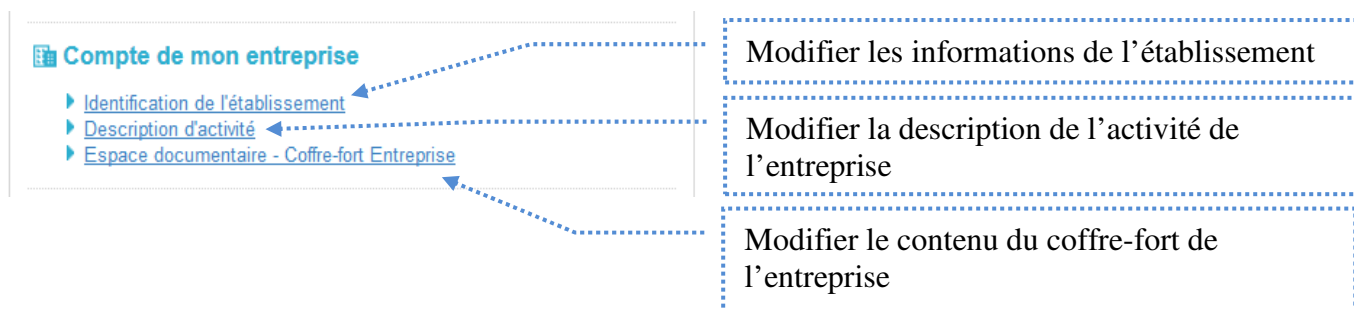 Compte de mon entreprise
Identification de l'établissement
Description d'activité
Espace documentaire - Coffre-fort Entreprise
Modifier les informations de l’établissement
Modifier la description de l’activité de
l’entreprise
Modifier le contenu du coffre-fort de
l’entreprise